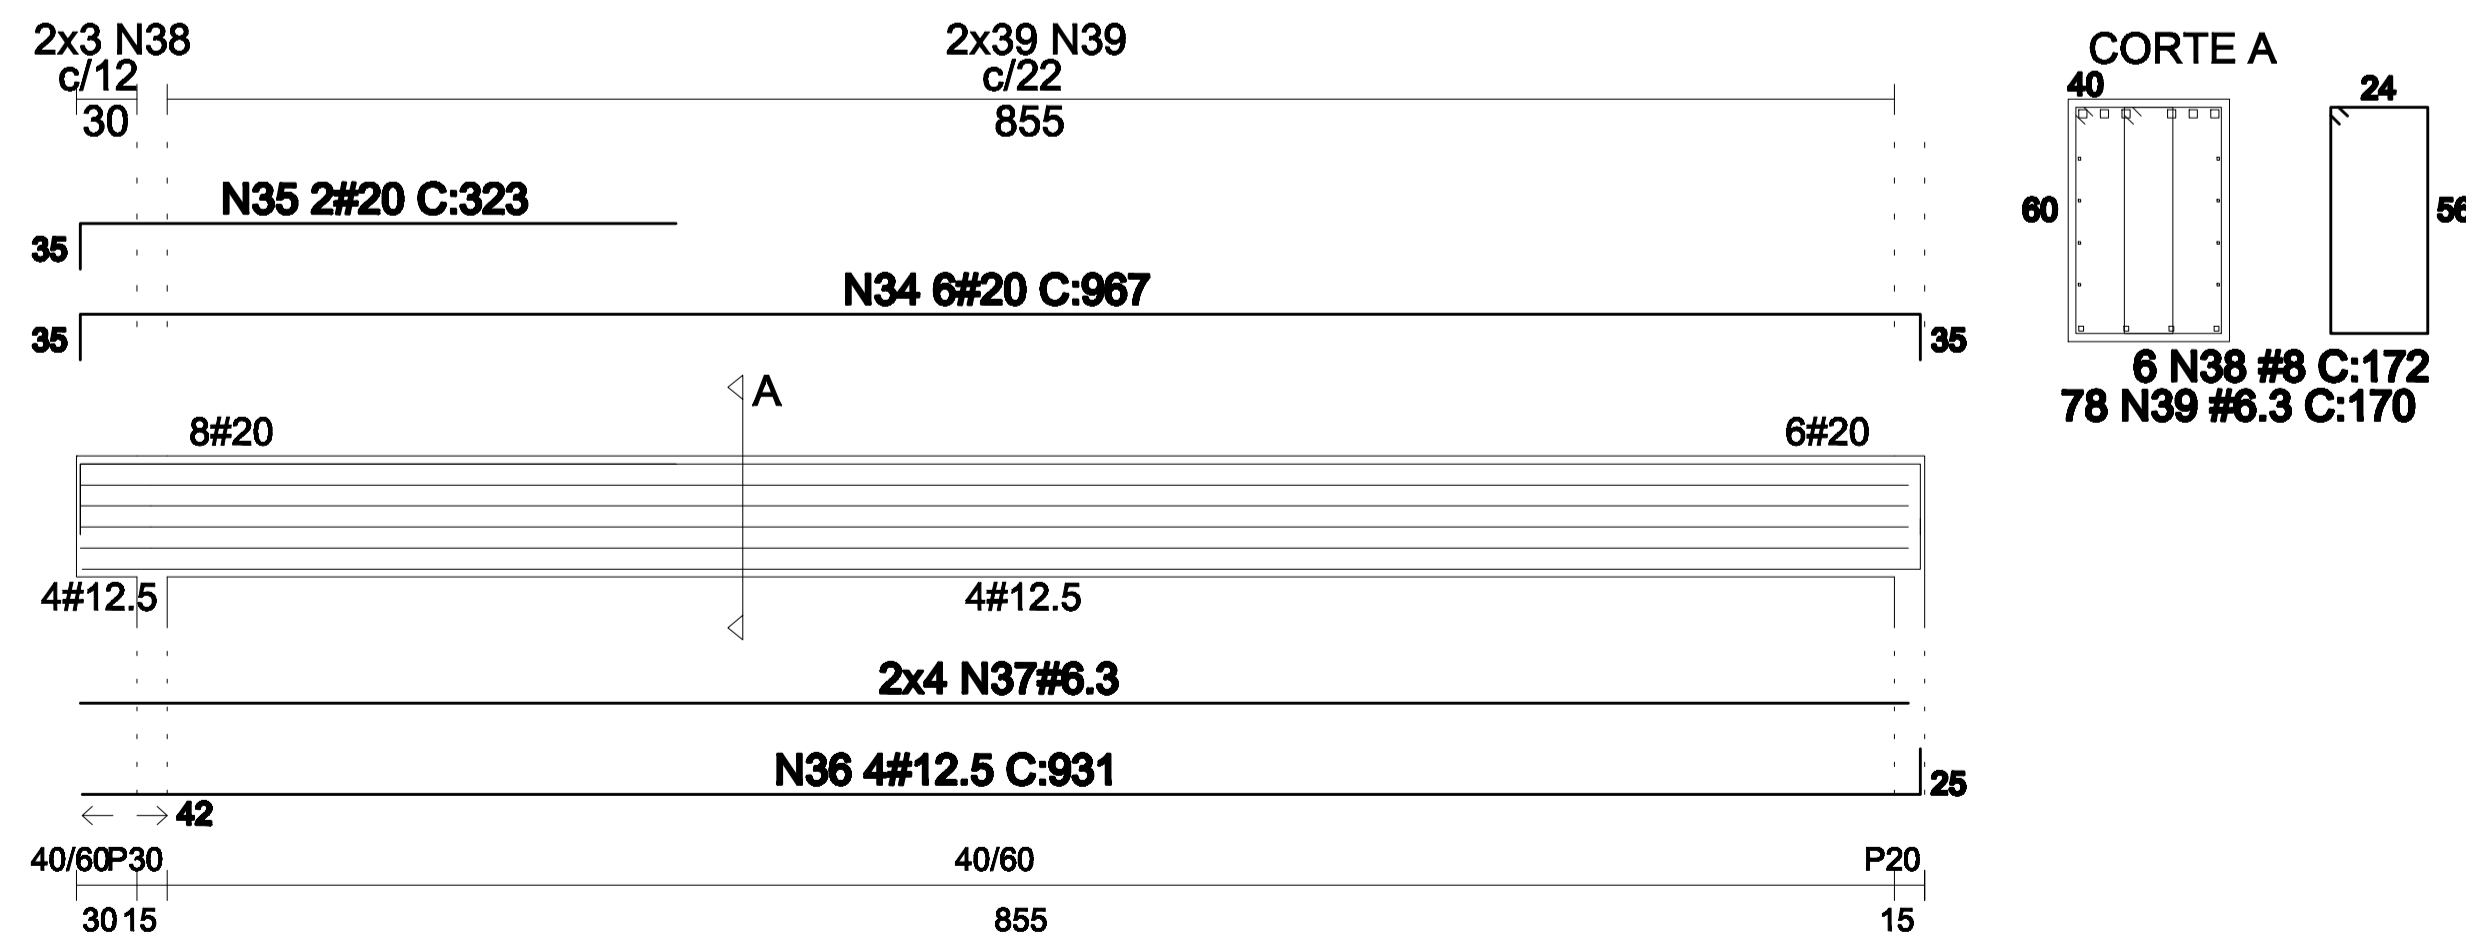 2x3 N38
c/12
30
2x39 N39
c/22
855
CORTE A
40
60
24
56
6 N38 #8 C:172
78 N39 #6.3 C:170
N35 2#20 C:323
35
N34 6#20 C:967
35
35
A
8#20
6#20
4#12.5
4#12.5
2x4 N37#6.3
N36 4#12.5 C:931
25
42
40/60 P30
40/60
P20
30 15
855
15